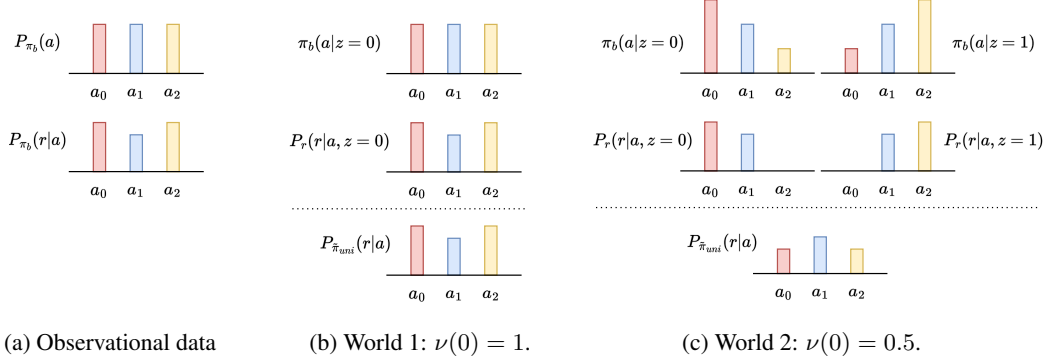 P_{π_b}(a)
a_0 a_1 a_2
P_{π_b}(r|a)
a_0 a_1 a_2
(a) Observational data
π_b(a|z = 0)
a_0 a_1 a_2
P_r(r|a, z = 0)
a_0 a_1 a_2
P_{π̃_{uni}}(r|a)
a_0 a_1 a_2
(b) World 1: ν(0) = 1.
π_b(a|z = 0) π_b(a|z = 1)
a_0 a_1 a_2 a_0 a_1 a_2
P_r(r|a, z = 0) P_r(r|a, z = 1)
a_0 a_1 a_2 a_0 a_1 a_2
P_{π̃_{uni}}(r|a)
a_0 a_1 a_2
(c) World 2: ν(0) = 0.5.